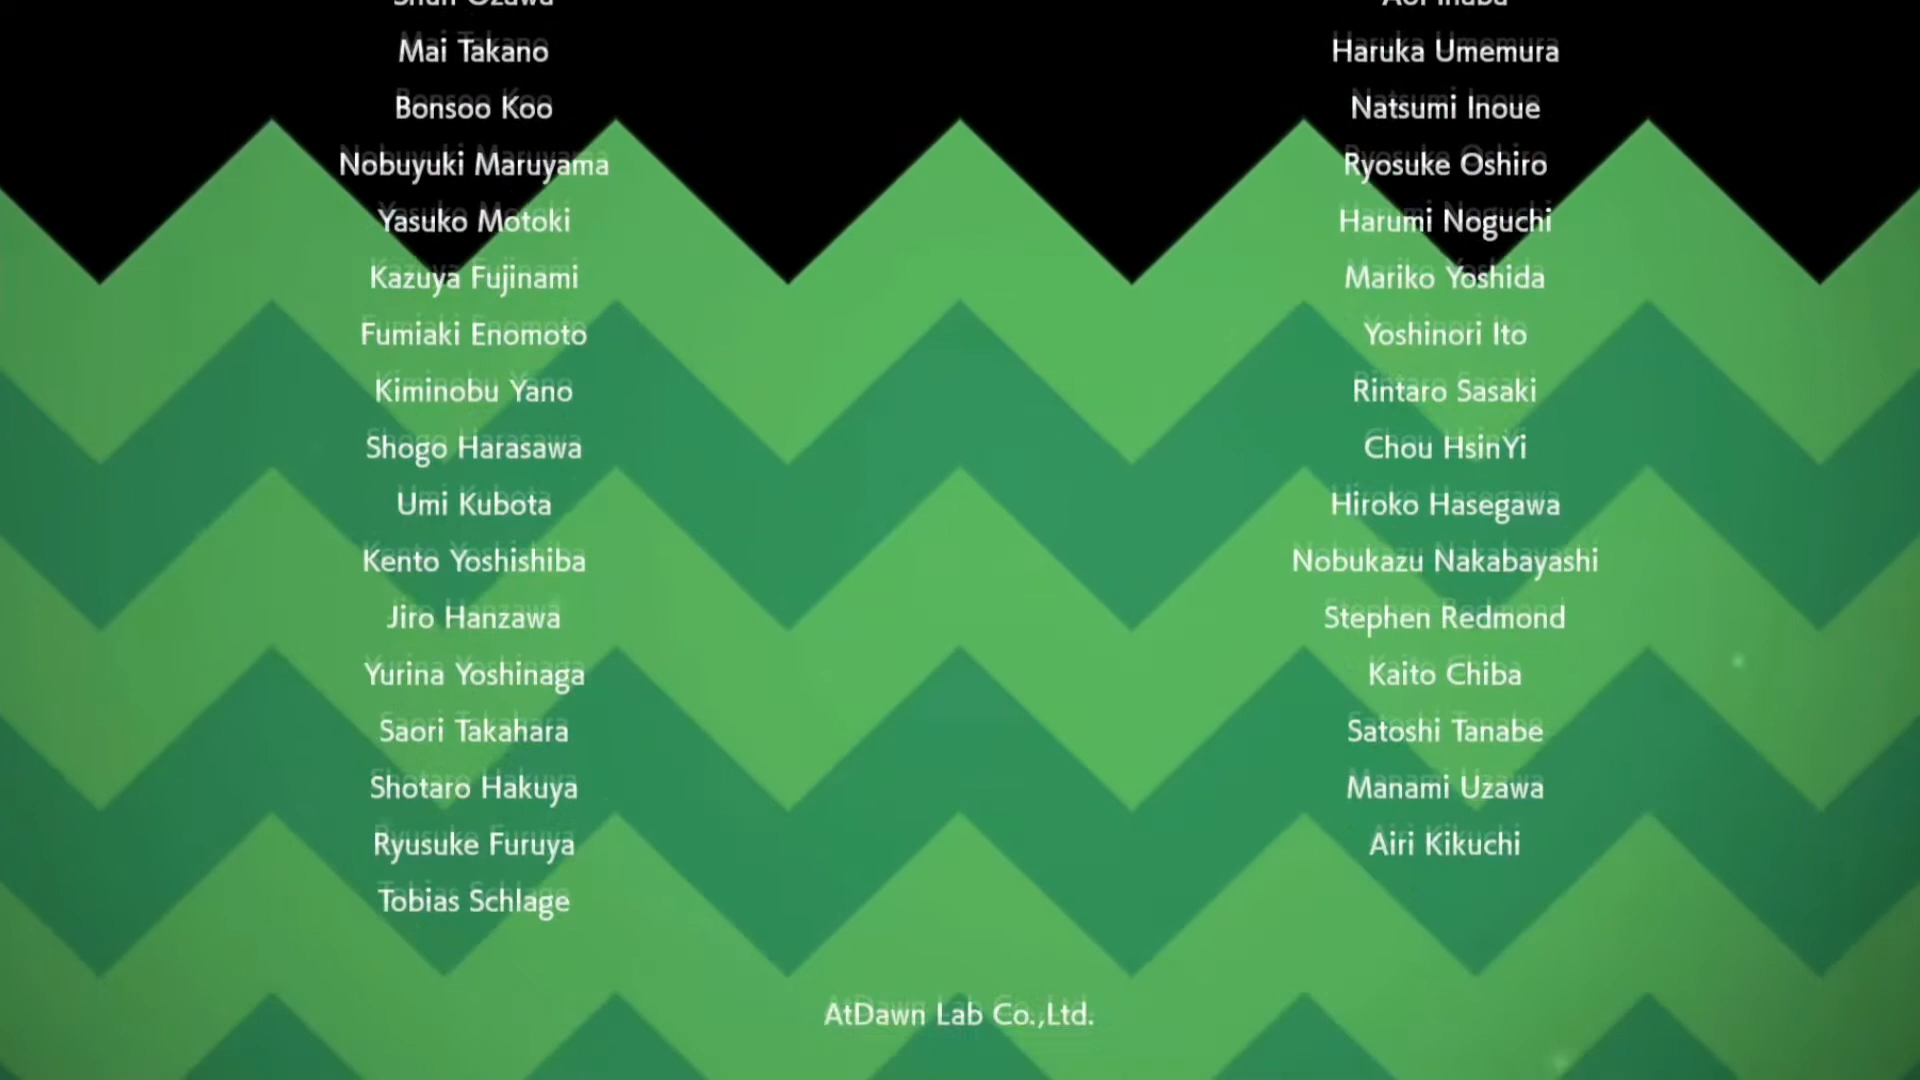 Mai Takano
Bonsoo Koo
Nobuyuki Maruyama
Yasuko Motoki
Kazuya Fujinami
Fumiaki Enomoto
Kiminobu Yano
Shogo Harasawa
Umi Kubota
Kento Yoshishiba
Jiro Hanzawa
Yurina Yoshinaga
Saori Takahara
Shotaro Hakuya
Ryusuke Furuya
Tobias Schlage
Haruka Umemura
Natsumi Inoue
Ryosuke Oshiro
Harumi Noguchi
Mariko Yoshida
Yoshinori Ito
Rintaro Sasaki
Chou HsinYi
Hiroko Hasegawa
Nobukazu Nakabayashi
Stephen Redmond
Kaito Chiba
Satoshi Tanabe
Manami Uzawa
Airi Kikuchi
AtDawn Lab Co.,Ltd.